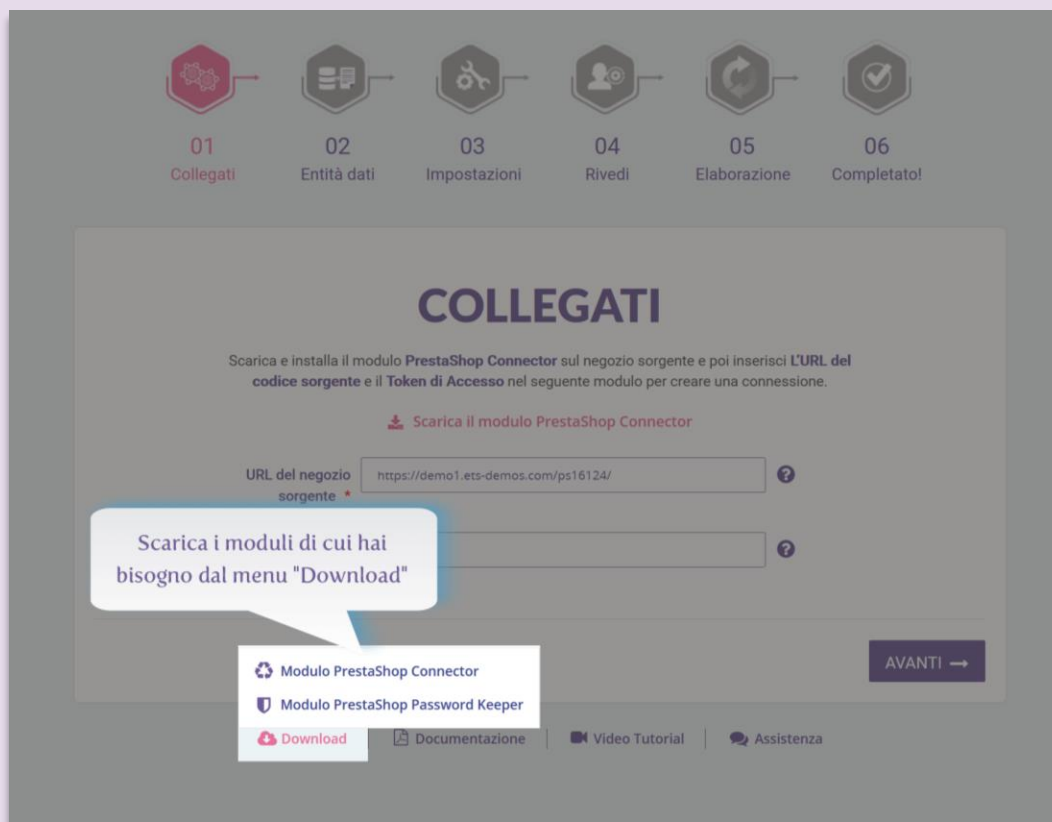 01
Collegati
02
Entità dati
03
Impostazioni
04
Rivedi
05
Elaborazione
06
Completato!
COLLEGATI
Scarica e installa il modulo PrestaShop Connector sul negozio sorgente e poi inserisci L'URL del
codice sorgente e il Token di Accesso nel seguente modulo per creare una connessione.
Scarica il modulo PrestaShop Connector
URL del negozio
sorgente *
https://demo1.ets-demos.com/ps16124/
Scarica i moduli di cui hai
bisogno dal menu "Download"
AVANTI
Modulo PrestaShop Connector
Modulo PrestaShop Password Keeper
Download
Documentazione
Video Tutorial
Assistenza